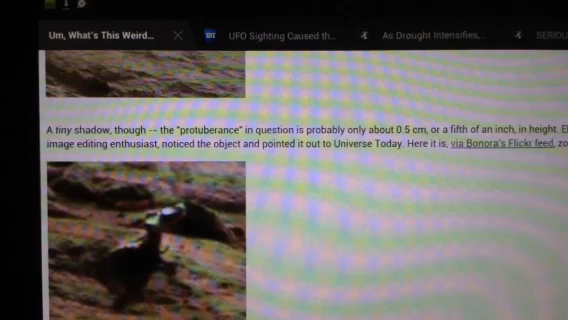 Um, What's This Weird...
UFO Sighting Caused th...
As Drought Intensifies,...
SERIOU
A tiny shadow, though -- the "protuberance" in question is probably only about 0.5 cm, or a fifth of an inch, in height. El
image editing enthusiast, noticed the object and pointed it out to Universe Today. Here it is, via Bonora's Flickr feed, zo